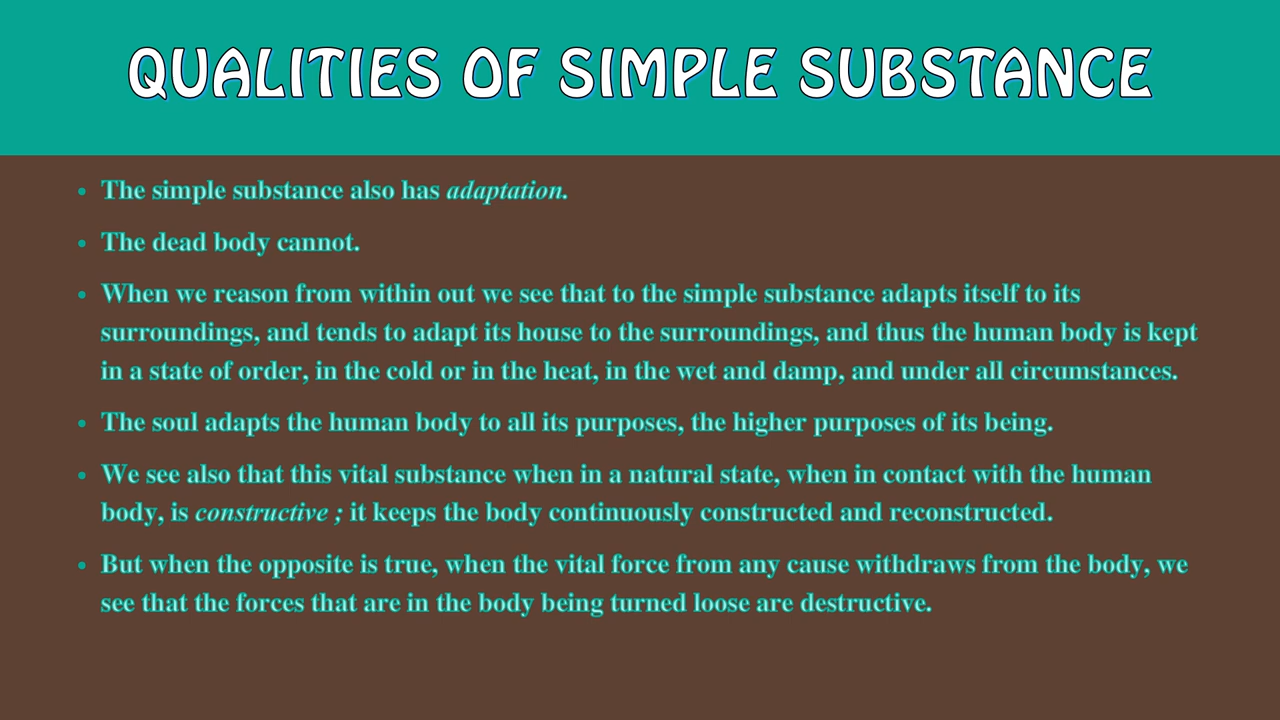 QUALITIES OF SIMPLE SUBSTANCE
• The simple substance also has adaptation.
• The dead body cannot.
• When we reason from within out we see that to the simple substance adapts itself to its
surroundings, and tends to adapt its house to the surroundings, and thus the human body is kept
in a state of order, in the cold or in the heat, in the wet and damp, and under all circumstances.
• The soul adapts the human body to all its purposes, the higher purposes of its being.
• We see also that this vital substance when in a natural state, when in contact with the human
body, is constructive ; it keeps the body continuously constructed and reconstructed.
• But when the opposite is true, when the vital force from any cause withdraws from the body, we
see that the forces that are in the body being turned loose are destructive.